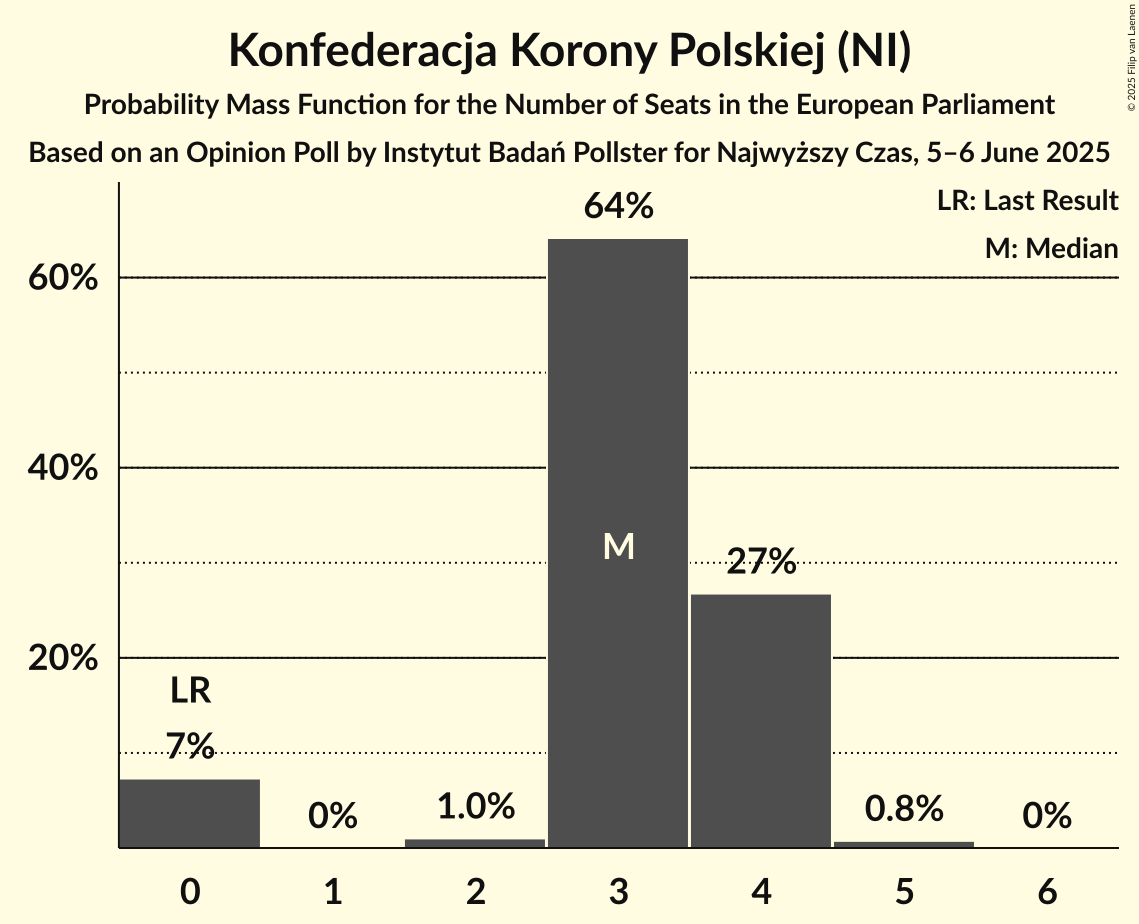 Konfederacja Korony Polskiej (NI)
Probability Mass Function for the Number of Seats in the European Parliament
Based on an Opinion Poll by Instytut Badań Pollster for Najwyższy Czas, 5–6 June 2025
© 2025 Filip van Laenen
LR: Last Result
M: Median
64%
60%
40%
M
27%
20%
LR
7%
0%
1.0%
0.8%
0%
0 1 2 3 4 5 6